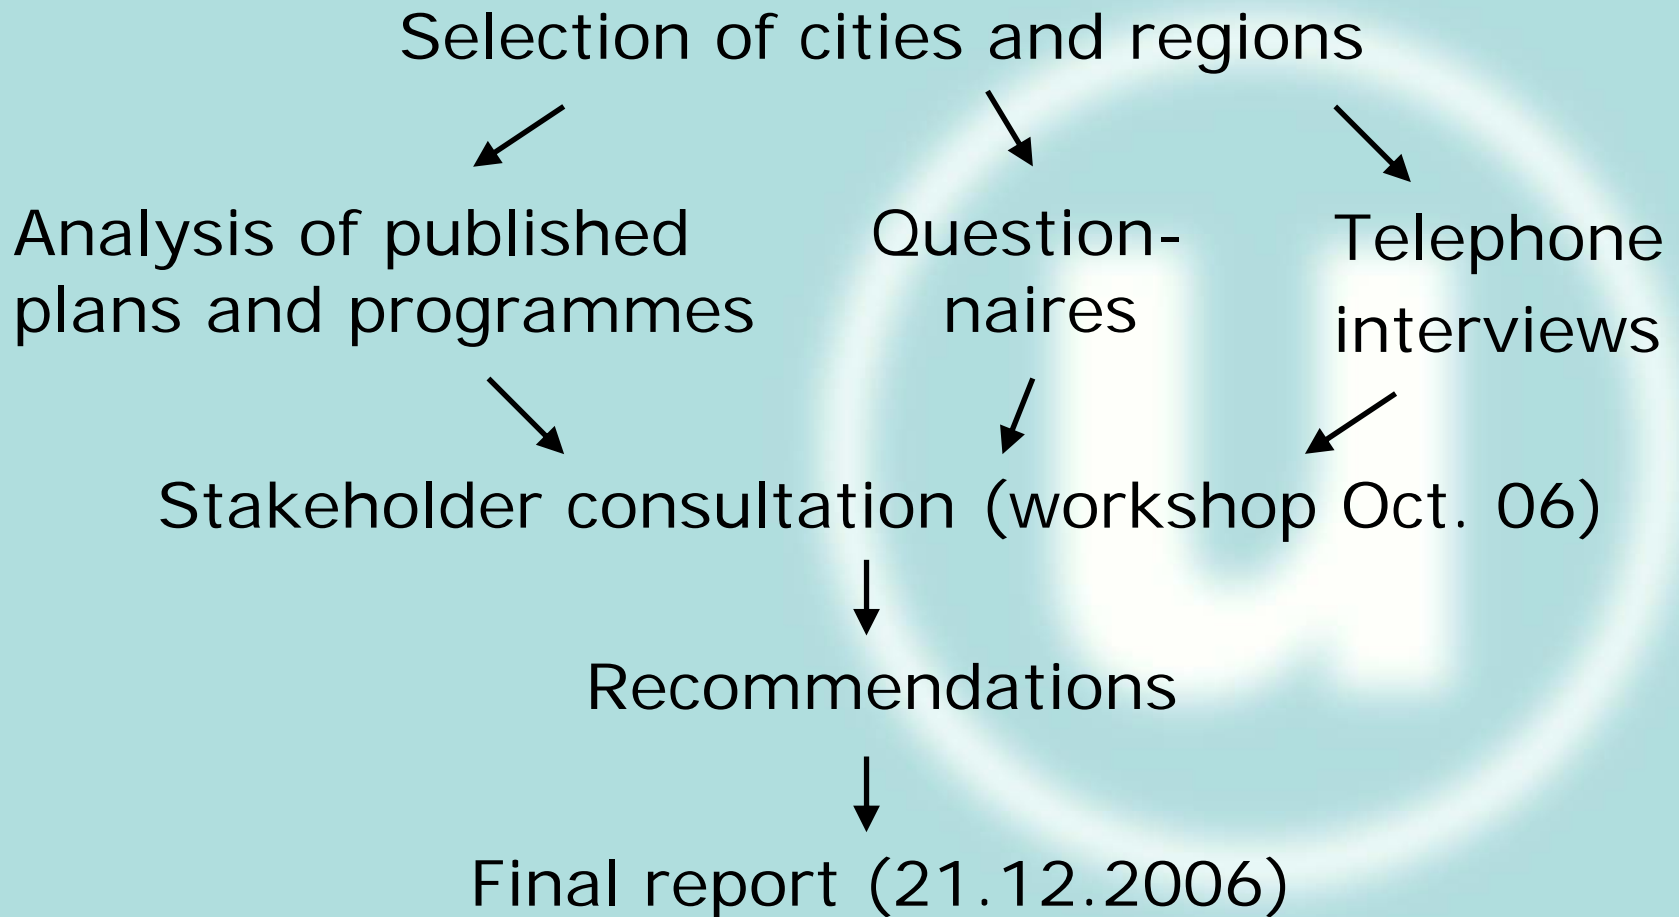 Selection of cities and regions
Analysis of published
plans and programmes
Question-
naires
Telephone
interviews
Stakeholder consultation (workshop Oct. 06)
Recommendations
Final report (21.12.2006)
u